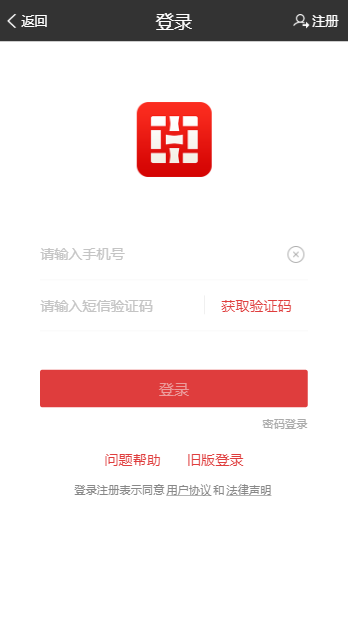 返回 登录 注册
请输入手机号
请输入短信验证码 获取验证码
登录
密码登录
问题帮助 旧版登录
登录注册表示同意 用户协议 和 法律声明